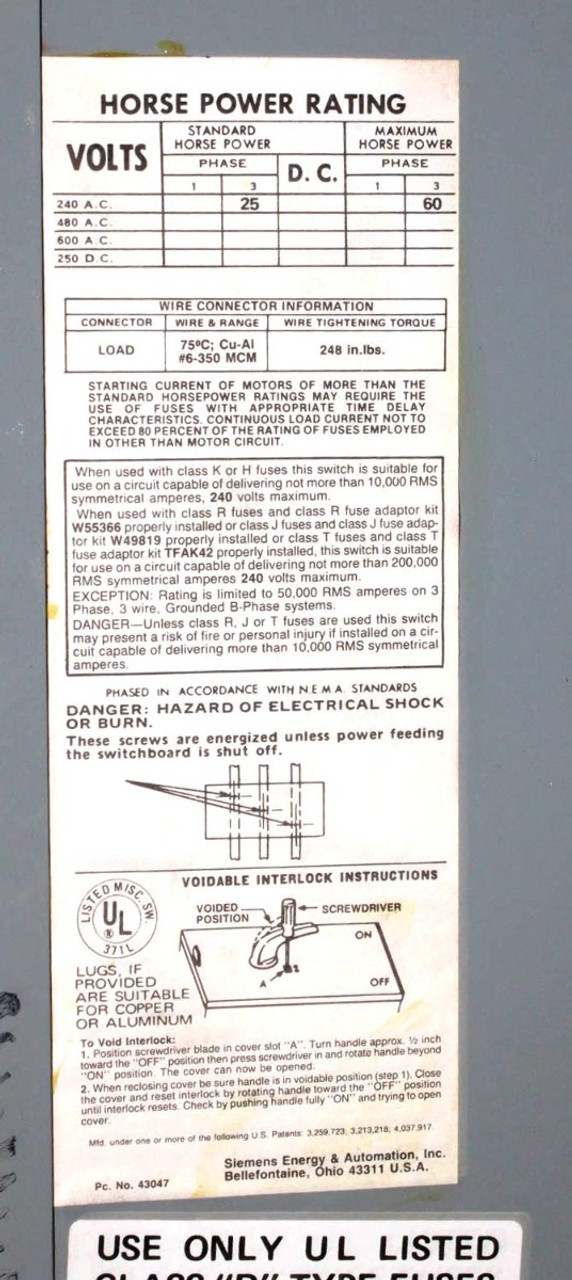 HORSE POWER RATING
VOLTS
STANDARD
HORSE POWER
MAXIMUM
HORSE POWER
PHASE
D. C.
PHASE
1 3 1 3
240 A.C. 25 60
480 A.C.
600 A.C.
250 D.C.
WIRE CONNECTOR INFORMATION
CONNECTOR WIRE & RANGE WIRE TIGHTENING TORQUE
LOAD 75ºC; Cu-Al
#6-350 MCM 248 in.lbs.
STARTING CURRENT OF MOTORS OF MORE THAN THE
STANDARD HORSEPOWER RATINGS MAY REQUIRE THE
USE OF FUSES WITH APPROPRIATE TIME DELAY
CHARACTERISTICS. CONTINUOUS LOAD CURRENT NOT TO
EXCEED 80 PERCENT OF THE RATING OF FUSES EMPLOYED
IN OTHER THAN MOTOR CIRCUIT.
When used with class K or H fuses this switch is suitable for
use on a circuit capable of delivering not more than 10,000 RMS
symmetrical amperes, 240 volts maximum.
When used with class R fuses and class R fuse adaptor kit
W55366 properly installed or class J fuses and class J fuse adap-
tor kit W49819 properly installed or class T fuses and class T
fuse adaptor kit TFAK42 properly installed, this switch is suitable
for use on a circuit capable of delivering not more than 200,000
RMS symmetrical amperes 240 volts maximum.
EXCEPTION: Rating is limited to 50,000 RMS amperes on 3
Phase, 3 wire, Grounded B-Phase systems.
DANGER—Unless class R, J or T fuses are used this switch
may present a risk of fire or personal injury if installed on a cir-
cuit capable of delivering more than 10,000 RMS symmetrical
amperes.
PHASED IN ACCORDANCE WITH N.E.M.A. STANDARDS
DANGER: HAZARD OF ELECTRICAL SHOCK
OR BURN.
These screws are energized unless power feeding
the switchboard is shut off.
VOIDABLE INTERLOCK INSTRUCTIONS
LISTED MISC. SW.
UL
®
371L
VOIDED
POSITION
SCREWDRIVER
ON
A
OFF
LUGS, IF
PROVIDED
ARE SUITABLE
FOR COPPER
OR ALUMINUM
To Void Interlock:
1. Position screwdriver blade in cover slot "A". Turn handle approx. ½ inch
toward the "OFF" position then press screwdriver in and rotate handle beyond
"ON" position. The cover can now be opened.
2. When reclosing cover be sure handle is in voidable position (step 1). Close
the cover and reset interlock by rotating handle toward the "OFF" position
until interlock resets. Check by pushing handle fully "ON" and trying to open
cover.
Mfd. under one or more of the following U.S. Patents: 3,259,723; 3,213,218; 4,037,917.
Siemens Energy & Automation, Inc.
Bellefontaine, Ohio 43311 U.S.A.
Pc. No. 43047
USE ONLY UL LISTED
CLASS "R" TYPE FUSES